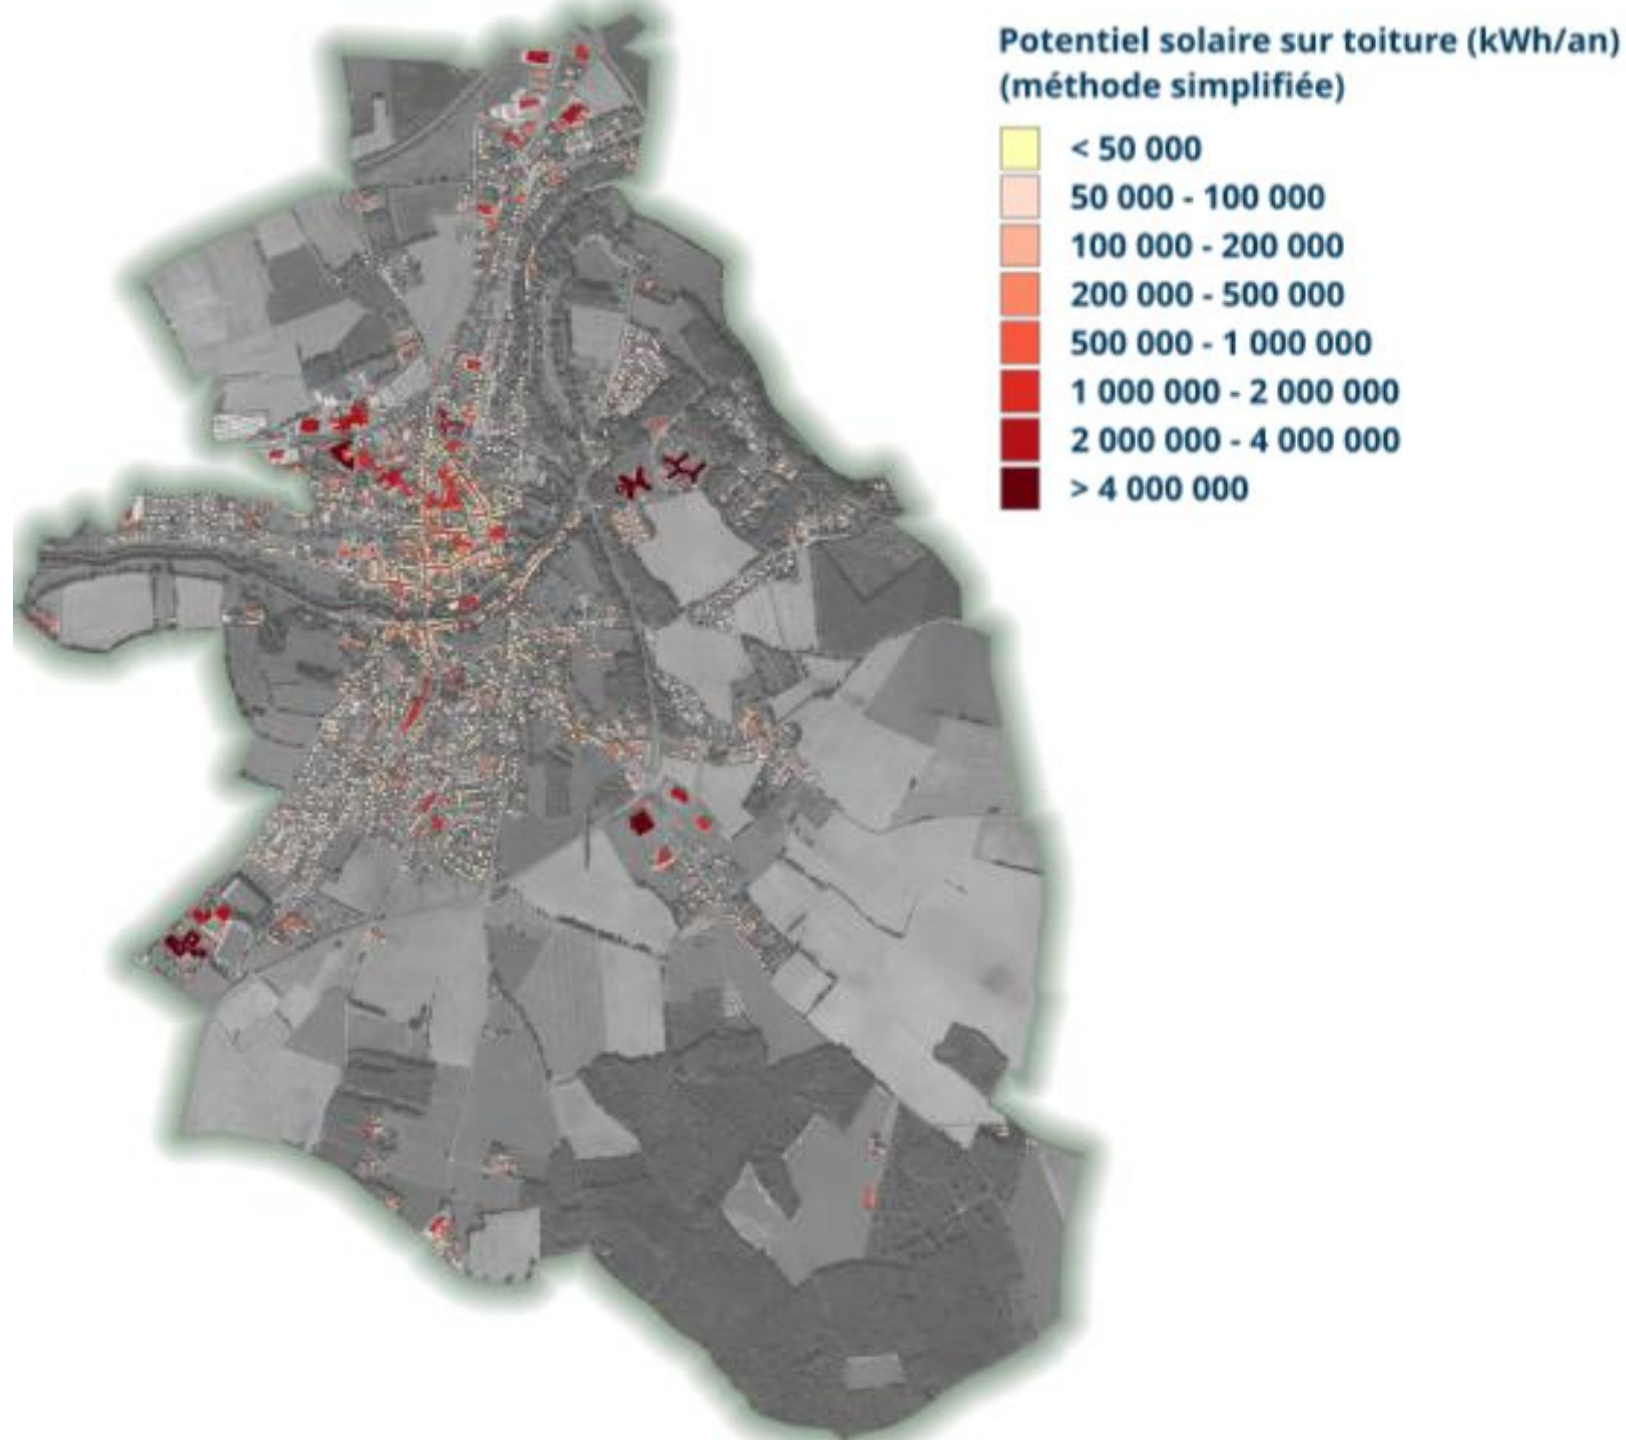 Potentiel solaire sur toiture (kWh/an)
(méthode simplifiée)
< 50 000
50 000 - 100 000
100 000 - 200 000
200 000 - 500 000
500 000 - 1 000 000
1 000 000 - 2 000 000
2 000 000 - 4 000 000
> 4 000 000